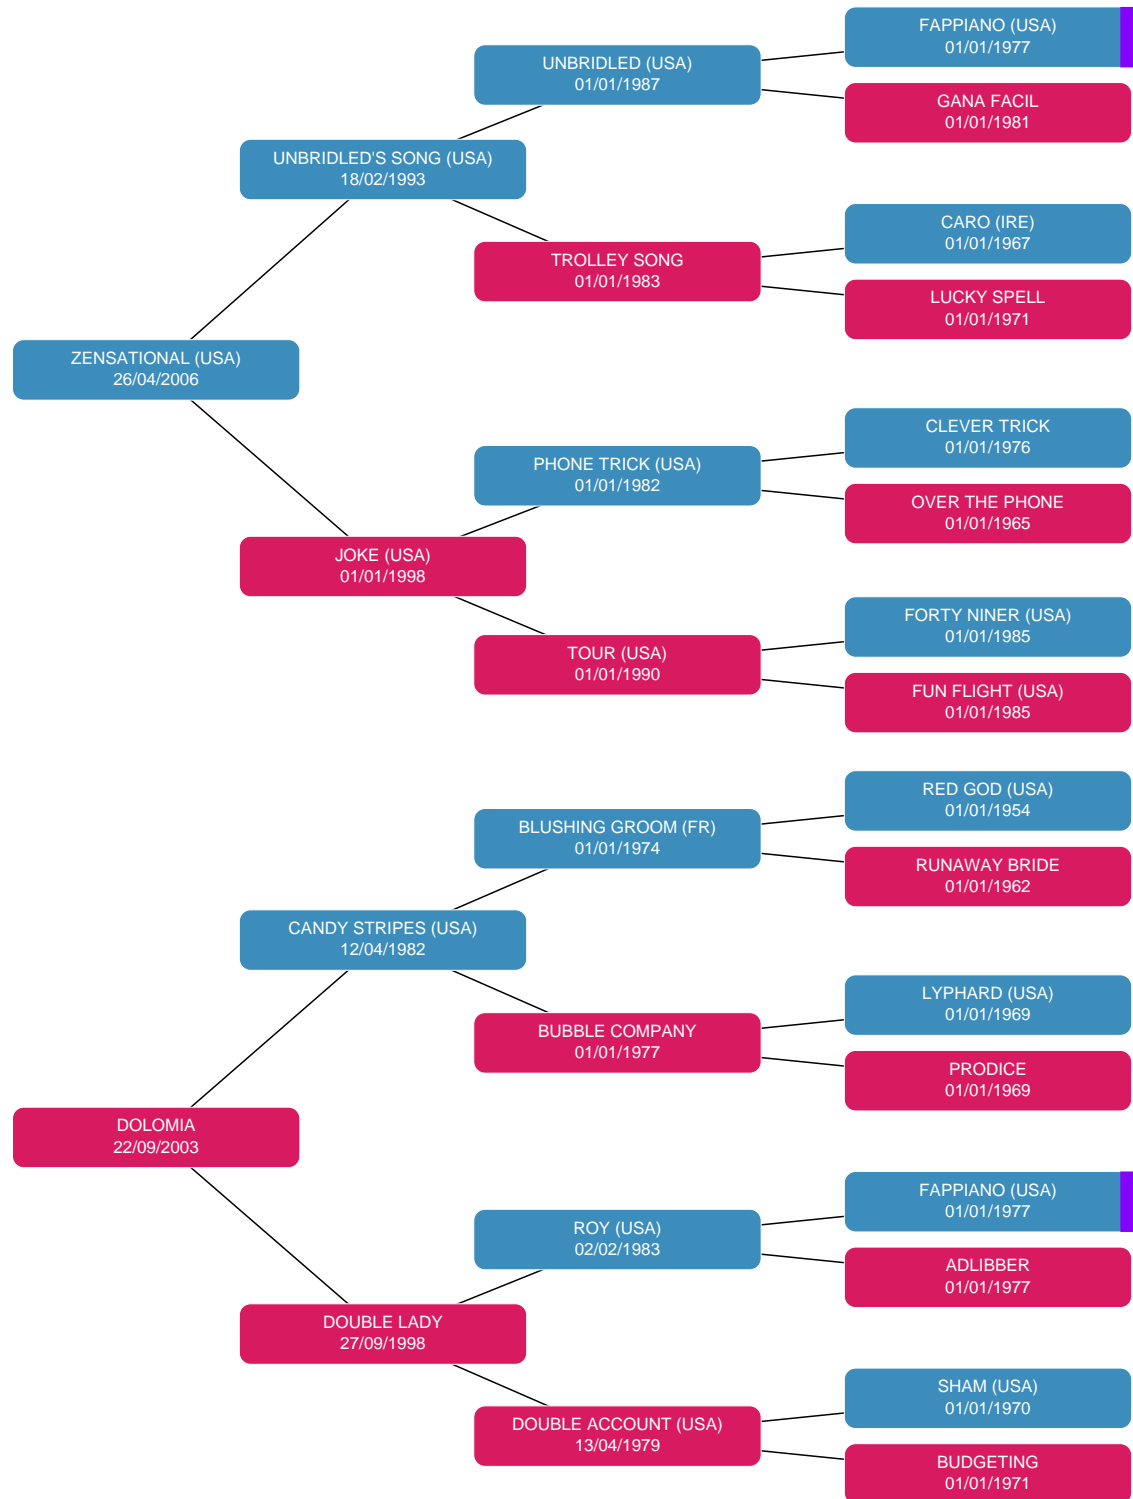 FAPPIANO (USA)
01/01/1977
UNBRIDLED (USA)
01/01/1987
GANA FACIL
01/01/1981
UNBRIDLED'S SONG (USA)
18/02/1993
CARO (IRE)
01/01/1967
TROLLEY SONG
01/01/1983
LUCKY SPELL
01/01/1971
ZENSATIONAL (USA)
26/04/2006
CLEVER TRICK
01/01/1976
PHONE TRICK (USA)
01/01/1982
OVER THE PHONE
01/01/1965
JOKE (USA)
01/01/1998
FORTY NINER (USA)
01/01/1985
TOUR (USA)
01/01/1990
FUN FLIGHT (USA)
01/01/1985
RED GOD (USA)
01/01/1954
BLUSHING GROOM (FR)
01/01/1974
RUNAWAY BRIDE
01/01/1962
CANDY STRIPES (USA)
12/04/1982
LYPHARD (USA)
01/01/1969
BUBBLE COMPANY
01/01/1977
PRODICE
01/01/1969
DOLOMIA
22/09/2003
FAPPIANO (USA)
01/01/1977
ROY (USA)
02/02/1983
ADLIBBER
01/01/1977
DOUBLE LADY
27/09/1998
SHAM (USA)
01/01/1970
DOUBLE ACCOUNT (USA)
13/04/1979
BUDGETING
01/01/1971